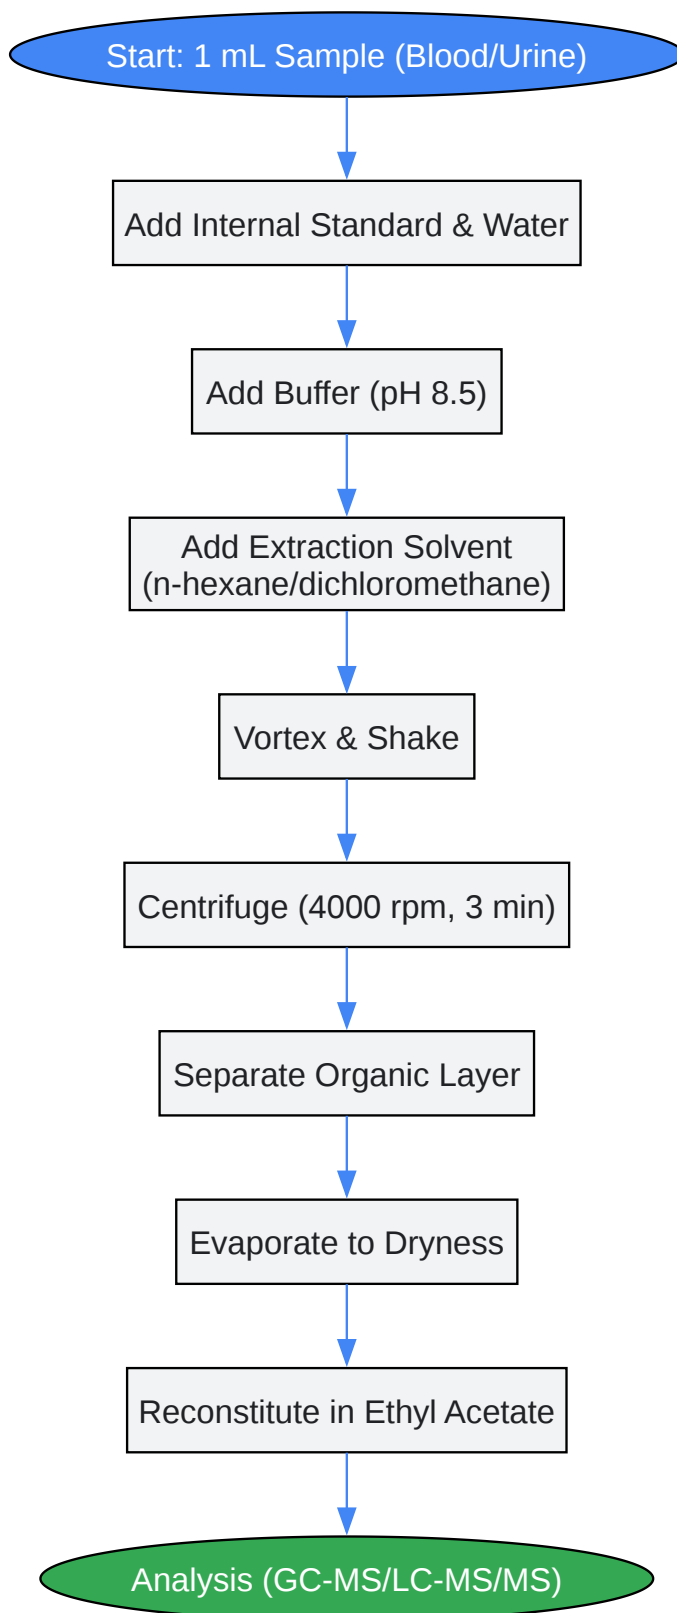 Start: 1 mL Sample (Blood/Urine)
Add Internal Standard & Water
Add Buffer (pH 8.5)
Add Extraction Solvent
(n-hexane/dichloromethane)
Vortex & Shake
Centrifuge (4000 rpm, 3 min)
Separate Organic Layer
Evaporate to Dryness
Reconstitute in Ethyl Acetate
Analysis (GC-MS/LC-MS/MS)